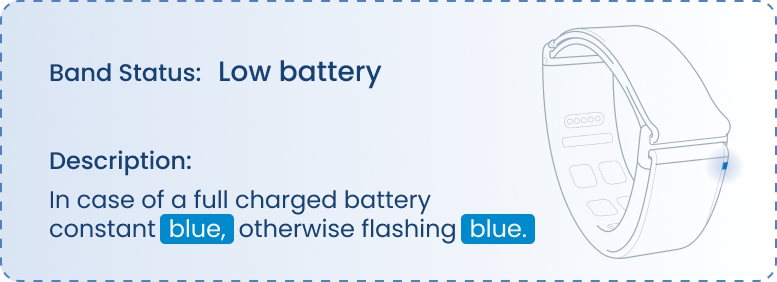 Band Status: Low battery
Description:
In case of a full charged battery
constant blue, otherwise flashing blue.